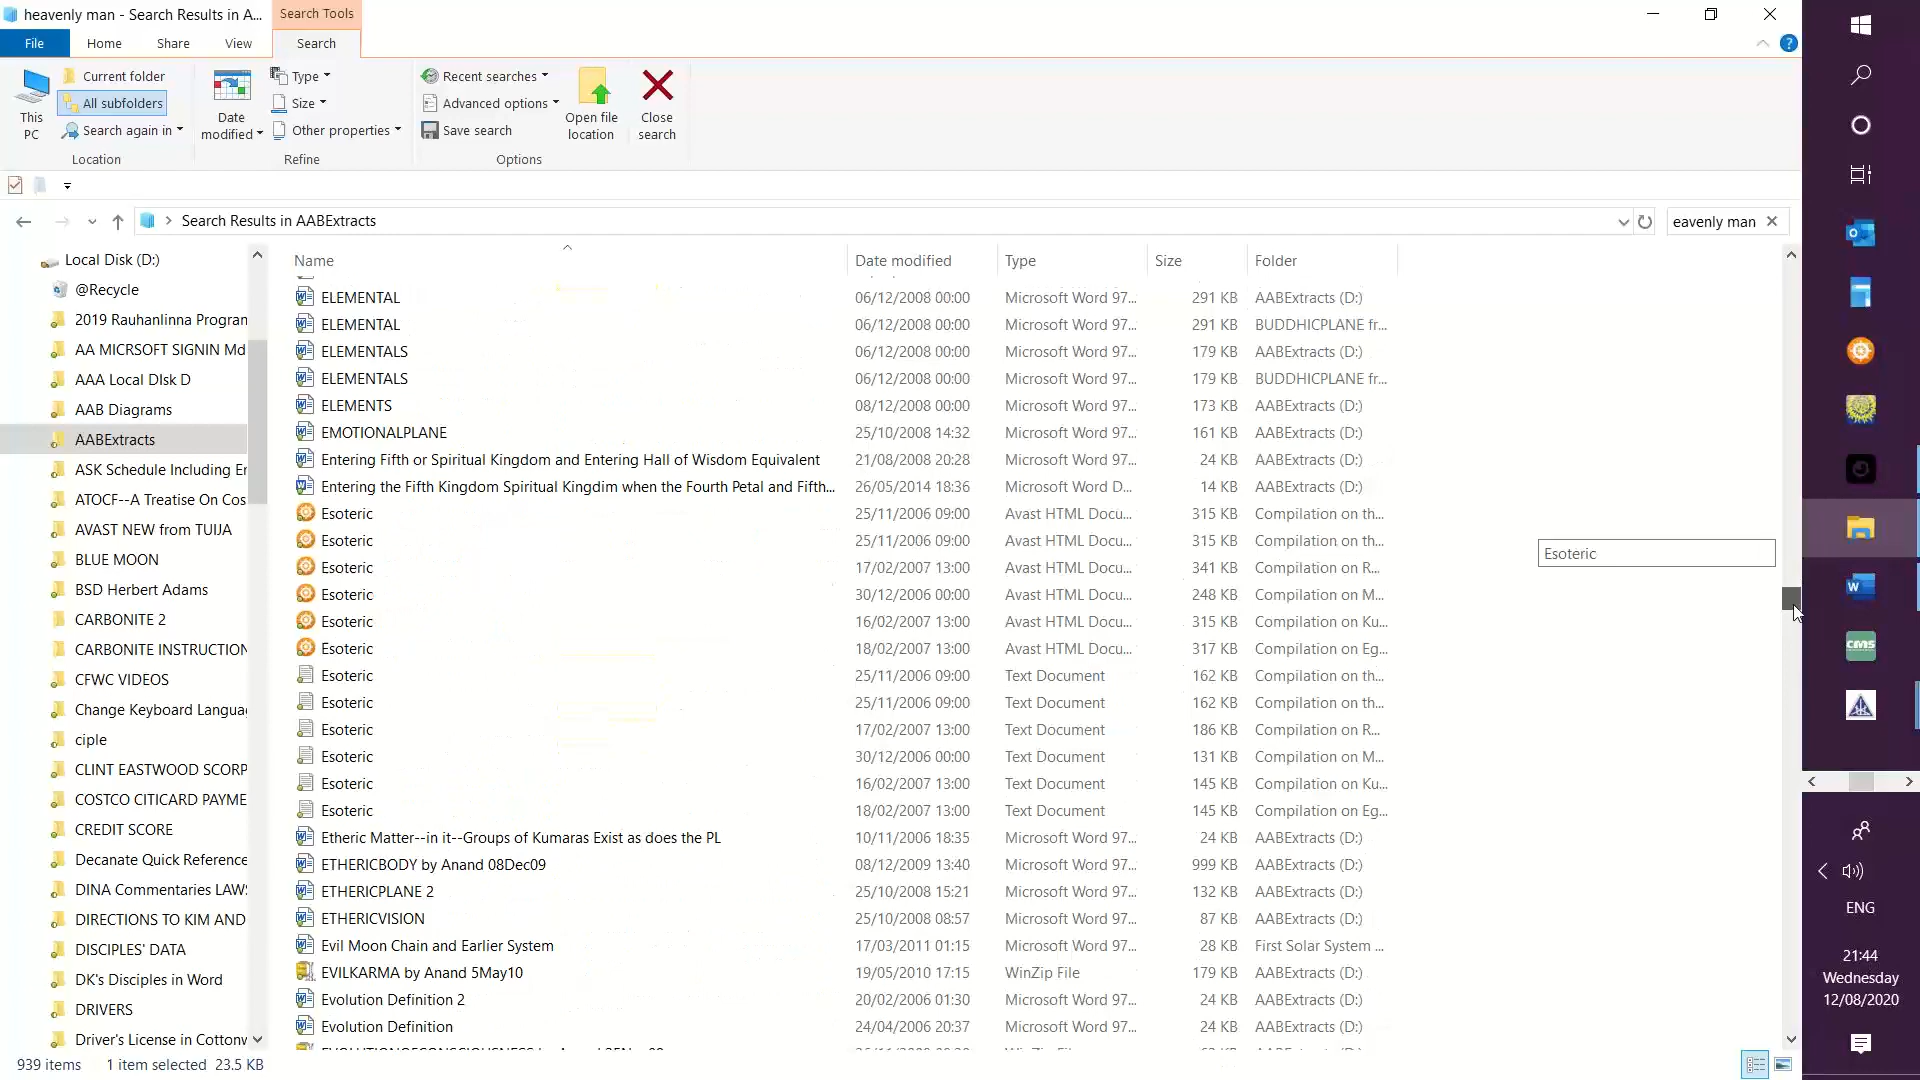 heavenly man - Search Results in A...
Search Tools
File
Home
Share
View
Search
This PC
Current folder
All subfolders
Search again in
Location
Date modified
Type
Size
Other properties
Refine
Recent searches
Advanced options
Save search
Open file location
Close search
Options
Search Results in AABExtracts
eavenly man
Name
Date modified
Type
Size
Folder
Local Disk (D:)
@Recycle
2019 Rauhanlinna Progran
AA MICRSOFT SIGNIN Md
AAA Local DIsk D
AAB Diagrams
AABExtracts
ASK Schedule Including Er
ATOCF--A Treatise On Cos
AVAST NEW from TUIJA
BLUE MOON
BSD Herbert Adams
CARBONITE 2
CARBONITE INSTRUCTION
CFWC VIDEOS
Change Keyboard Langua
ciple
CLINT EASTWOOD SCORP
COSTCO CITICARD PAYME
CREDIT SCORE
Decanate Quick Reference
DINA Commentaries LAWS
DIRECTIONS TO KIM AND
DISCIPLES' DATA
DK's Disciples in Word
DRIVERS
Driver's License in Cottonw
ELEMENTAL 06/12/2008 00:00 Microsoft Word 97... 291 KB AABExtracts (D:)
ELEMENTAL 06/12/2008 00:00 Microsoft Word 97... 291 KB BUDDHICPLANE fr...
ELEMENTALS 06/12/2008 00:00 Microsoft Word 97... 179 KB AABExtracts (D:)
ELEMENTALS 06/12/2008 00:00 Microsoft Word 97... 179 KB BUDDHICPLANE fr...
ELEMENTS 08/12/2008 00:00 Microsoft Word 97... 173 KB AABExtracts (D:)
EMOTIONALPLANE 25/10/2008 14:32 Microsoft Word 97... 161 KB AABExtracts (D:)
Entering Fifth or Spiritual Kingdom and Entering Hall of Wisdom Equivalent 21/08/2008 20:28 Microsoft Word 97... 24 KB AABExtracts (D:)
Entering the Fifth Kingdom Spiritual Kingdim when the Fourth Petal and Fifth... 26/05/2014 18:36 Microsoft Word D... 14 KB AABExtracts (D:)
Esoteric 25/11/2006 09:00 Avast HTML Docu... 315 KB Compilation on th...
Esoteric 25/11/2006 09:00 Avast HTML Docu... 315 KB Compilation on th...
Esoteric 17/02/2007 13:00 Avast HTML Docu... 341 KB Compilation on R...
Esoteric 30/12/2006 00:00 Avast HTML Docu... 248 KB Compilation on M...
Esoteric 16/02/2007 13:00 Avast HTML Docu... 315 KB Compilation on Ku...
Esoteric 18/02/2007 13:00 Avast HTML Docu... 317 KB Compilation on Eg...
Esoteric 25/11/2006 09:00 Text Document 162 KB Compilation on th...
Esoteric 25/11/2006 09:00 Text Document 162 KB Compilation on th...
Esoteric 17/02/2007 13:00 Text Document 186 KB Compilation on R...
Esoteric 30/12/2006 00:00 Text Document 131 KB Compilation on M...
Esoteric 16/02/2007 13:00 Text Document 145 KB Compilation on Ku...
Esoteric 18/02/2007 13:00 Text Document 145 KB Compilation on Eg...
Etheric Matter--in it--Groups of Kumaras Exist as does the PL 10/11/2006 18:35 Microsoft Word 97... 24 KB AABExtracts (D:)
ETHERICBODY by Anand 08Dec09 08/12/2009 13:40 Microsoft Word 97... 999 KB AABExtracts (D:)
ETHERICPLANE 2 25/10/2008 15:21 Microsoft Word 97... 132 KB AABExtracts (D:)
ETHERICVISION 25/10/2008 08:57 Microsoft Word 97... 87 KB AABExtracts (D:)
Evil Moon Chain and Earlier System 17/03/2011 01:15 Microsoft Word 97... 28 KB First Solar System ...
EVILKARMA by Anand 5May10 19/05/2010 17:15 WinZip File 179 KB AABExtracts (D:)
Evolution Definition 2 20/02/2006 01:30 Microsoft Word 97... 24 KB AABExtracts (D:)
Evolution Definition 24/04/2006 20:37 Microsoft Word 97... 24 KB AABExtracts (D:)
Esoteric
939 items
1 item selected 23.5 KB
CMS
ENG
21:44
Wednesday
12/08/2020